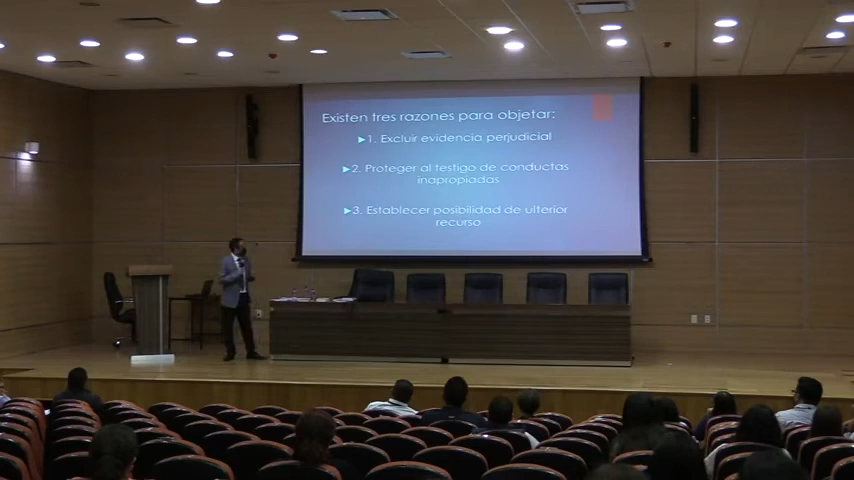 Existen tres razones para objetar:
▶1. Excluir evidencia perjudicial
▶2. Proteger al testigo de conductas
inapropiadas
▶3. Establecer posibilidad de ulterior
recurso